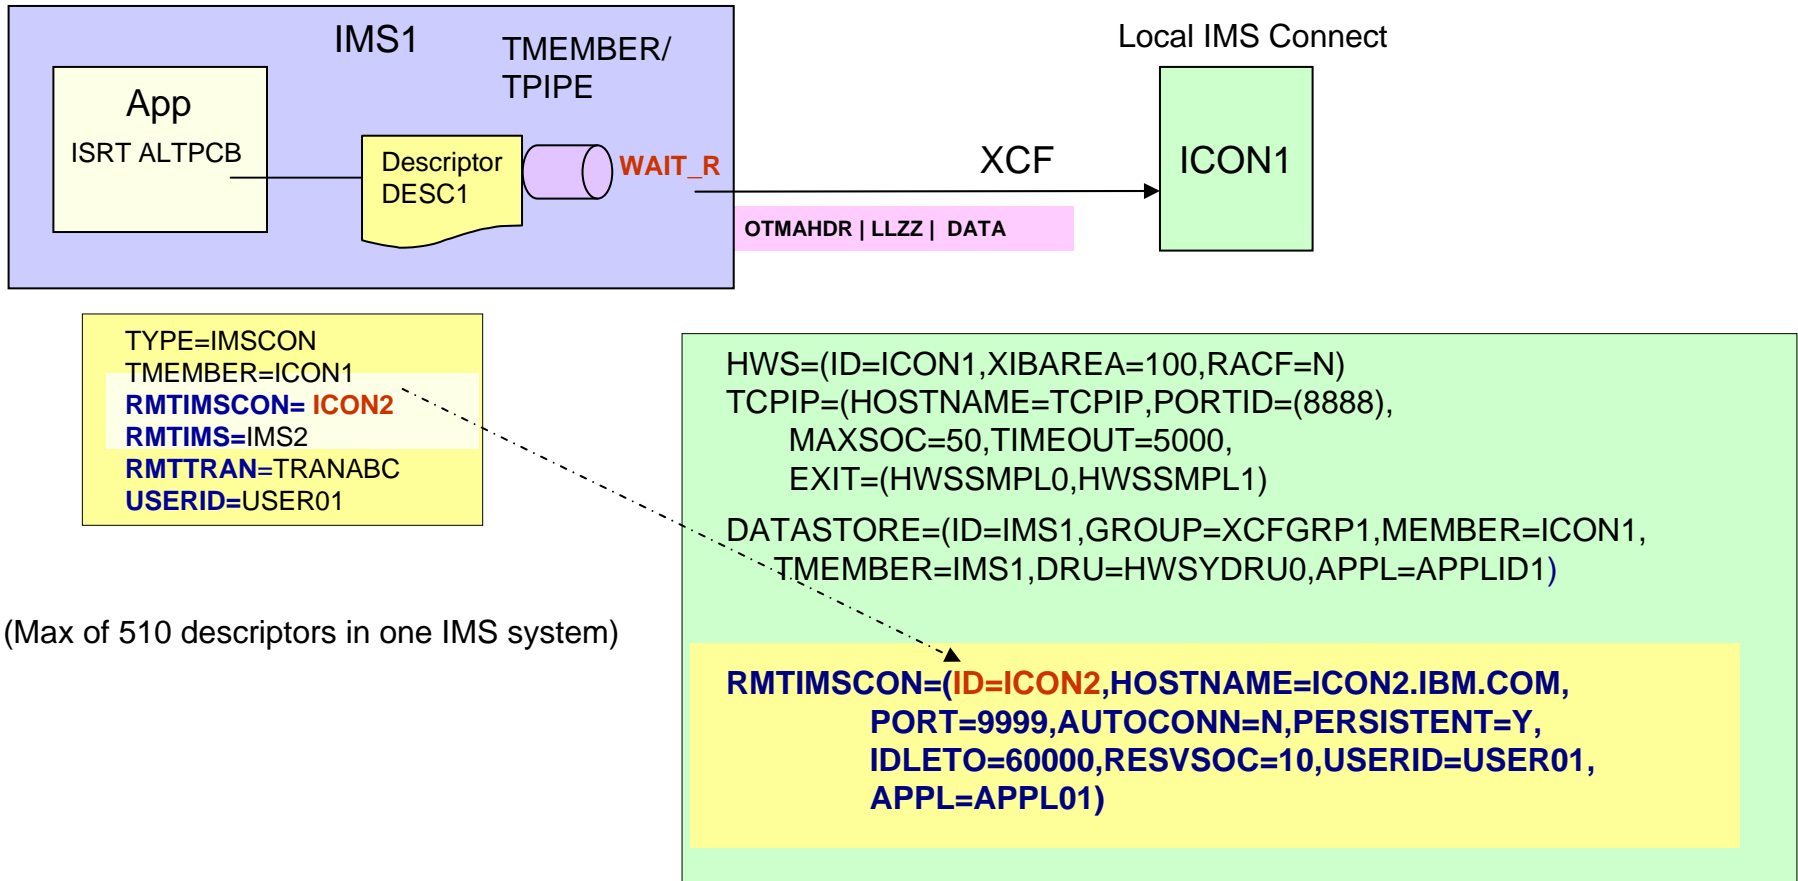 IMS1
TMEMBER/
TPIPE
Local IMS Connect
App
ISRT ALTPCB
Descriptor
DESC1
WAIT_R
XCF
ICON1
OTMAHDR | LLZZ | DATA
TYPE=IMSCON
TMEMBER=ICON1
RMTIMSCON= ICON2
RMTIMS=IMS2
RMTTRAN=TRANABC
USERID=USER01
(Max of 510 descriptors in one IMS system)
HWS=(ID=ICON1,XIBAREA=100,RACF=N)
TCPIP=(HOSTNAME=TCPIP,PORTID=(8888),
MAXSOC=50,TIMEOUT=5000,
EXIT=(HWSSMPL0,HWSSMPL1)
DATASTORE=(ID=IMS1,GROUP=XCFGRP1,MEMBER=ICON1,
TMEMBER=IMS1,DRU=HWSYDRU0,APPL=APPLID1)
RMTIMSCON=(ID=ICON2,HOSTNAME=ICON2.IBM.COM,
PORT=9999,AUTOCONN=N,PERSISTENT=Y,
IDLETO=60000,RESVSOC=10,USERID=USER01,
APPL=APPL01)